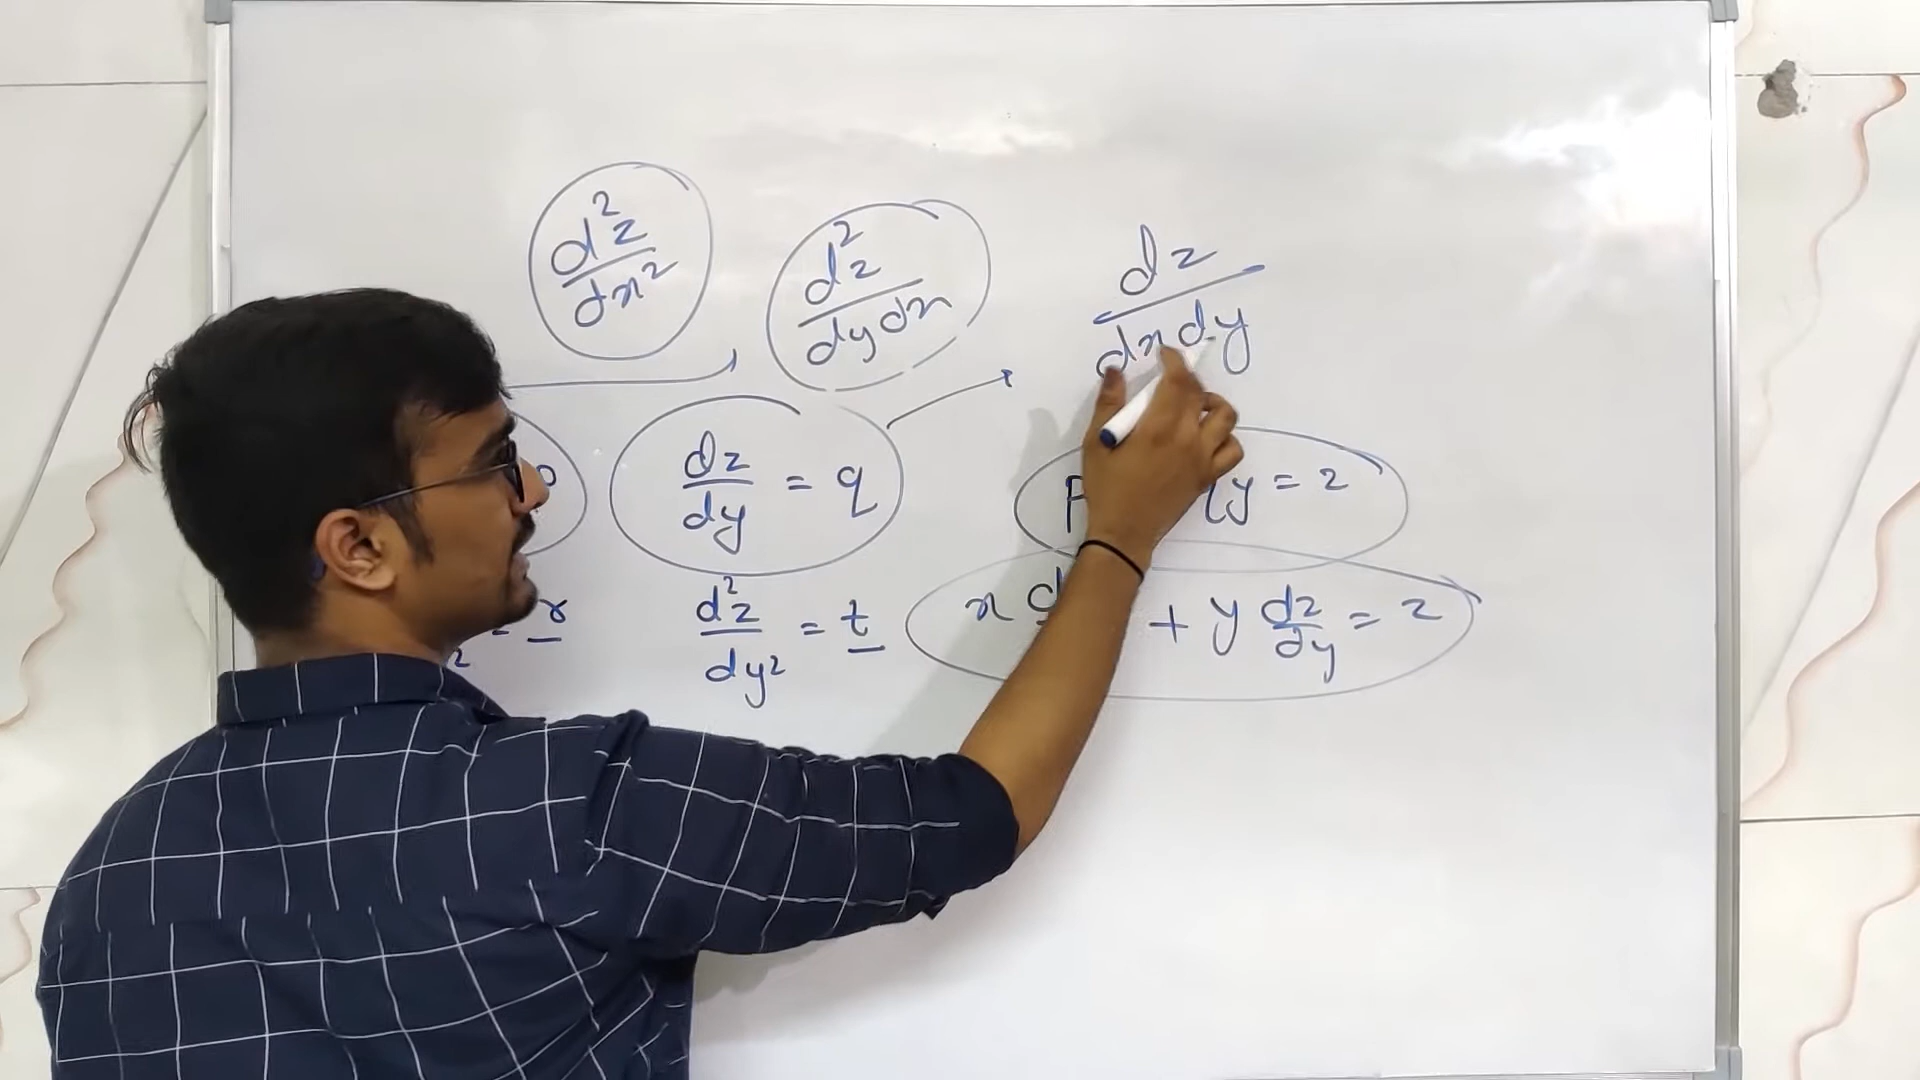 d²z/dx²
d²z/dydx
dz/dxdy
dz/dy = q
y = z
= r
d²z/dy² = t
x
+ y dz/dy = z